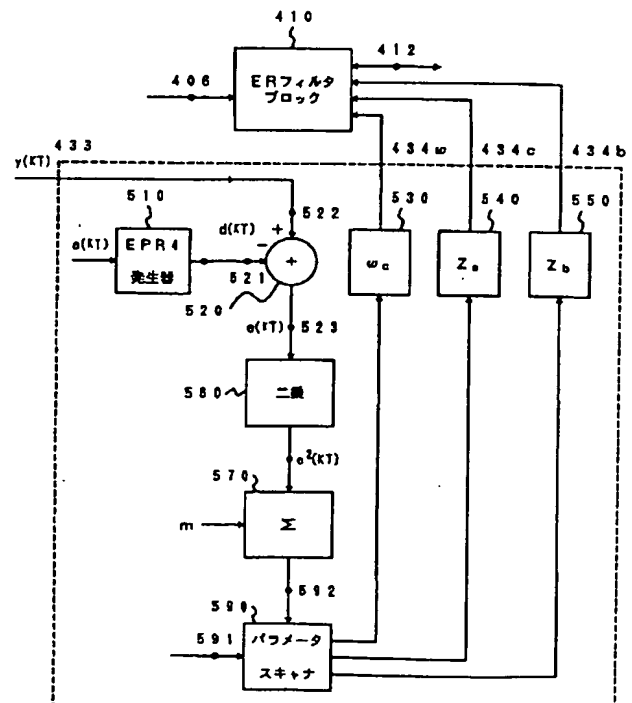 410
412
406
ERフィルタ
ブロック
433
434ω
434c
434b
y(KT)
510
d(KT)
+
522
530
540
550
a(KT)
EPR4
発生器
−
521
+
ωc
Zb
520
e(KT)
523
580
二乗
e²(KT)
570
m
Σ
592
590
591
パラメータ
スキャナ